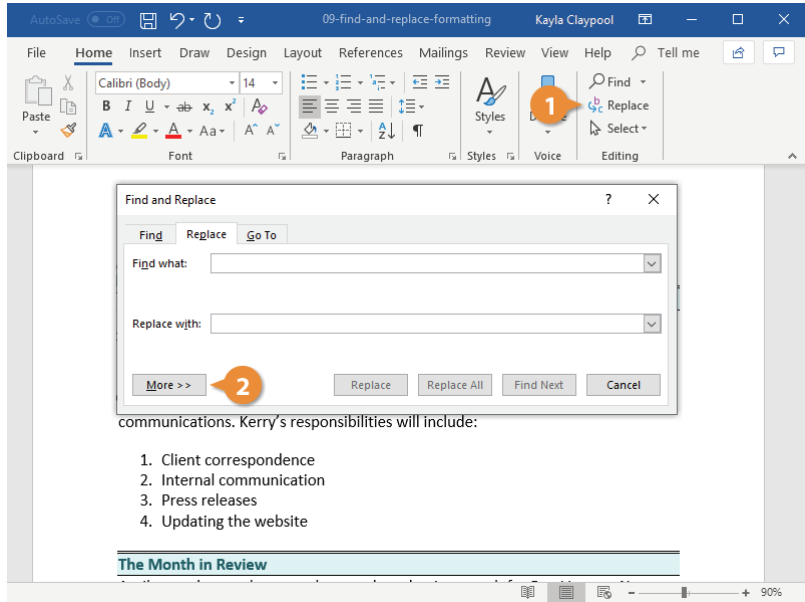 AutoSave Off 09-find-and-replace-formatting Kayla Claypool
File Home Insert Draw Design Layout References Mailings Review View Help Tell me
Calibri (Body) 14 Find
Paste B I U ab x₂ x² A Styles 1 Replace
A A Aa A A Select
Clipboard Font Paragraph Styles Voice Editing
Find and Replace ?
Find Replace Go To
Find what:
Replace with:
More >> 2 Replace Replace All Find Next Cancel
communications. Kerry's responsibilities will include:
1. Client correspondence
2. Internal communication
3. Press releases
4. Updating the website
The Month in Review
90%